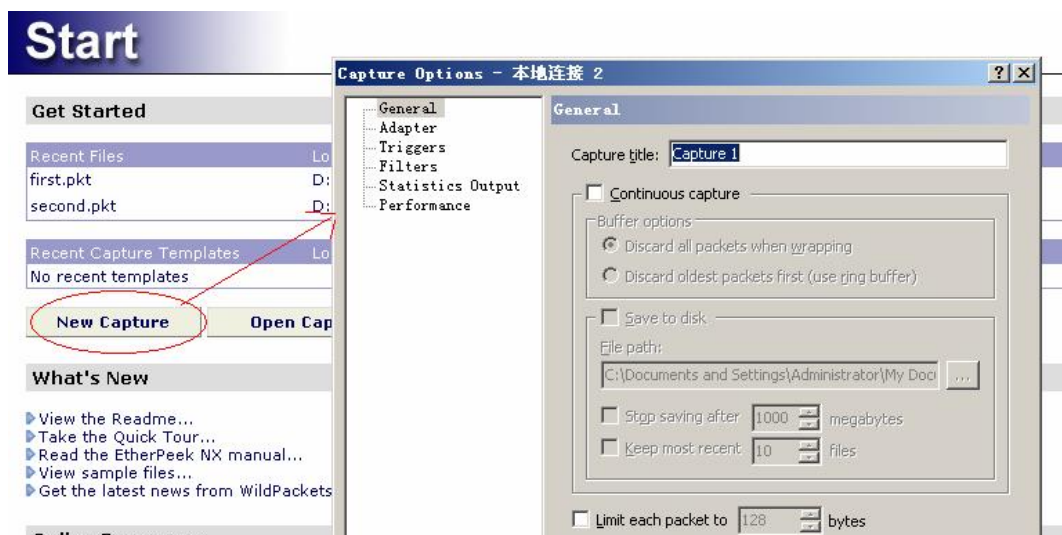 Start
Get Started
Recent Files Lo
first.pkt D:
second.pkt D:
Recent Capture Templates Lo
No recent templates
New Capture Open Cap
What's New
View the Readme...
Take the Quick Tour...
Read the EtherPeek NX manual...
View sample files...
Get the latest news from WildPackets
Capture Options - 本地连接 2
General
Adapter
Triggers
Filters
Statistics Output
Performance
General
Capture title: Capture 1
Continuous capture
Buffer options
Discard all packets when wrapping
Discard oldest packets first (use ring buffer)
Save to disk
File path:
C:\Documents and Settings\Administrator\My Doc ...
Stop saving after 1000 megabytes
Keep most recent 10 files
Limit each packet to 128 bytes